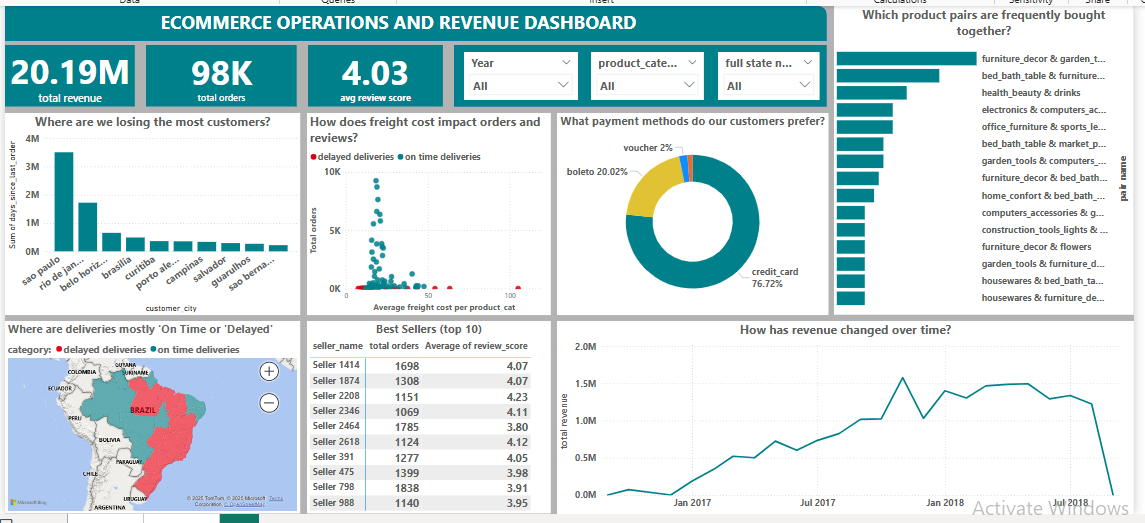 Data
Queries
Insert
Calculations
Sensitivity
Share
ECOMMERCE OPERATIONS AND REVENUE DASHBOARD
20.19M
total revenue
98K
total orders
4.03
avg review score
Year
All
product_cate...
All
full state n...
All
Which product pairs are frequently bought
together?
furniture_decor & garden_t...
bed_bath_table & furniture...
health_beauty & drinks
electronics & computers_ac...
office_furniture & sports_le...
bed_bath_table & market_p...
garden_tools & computers_...
furniture_decor & bed_bath...
home_confort & bed_bath_...
computers_accessories & g...
construction_tools_lights & ...
furniture_decor & flowers
garden_tools & furniture_d...
housewares & bed_bath_ta...
housewares & furniture_de...
pair name
Where are we losing the most customers?
Sum of days_since_last_order
4M
3M
2M
1M
0M
sao paulo
rio de jan...
belo horiz...
brasilia
curitiba
porto ale...
campinas
salvador
guarulhos
sao berna...
customer_city
How does freight cost impact orders and
reviews?
delayed deliveries
on time deliveries
Total orders
10K
5K
0K
0
50
100
Average freight cost per product_cat
What payment methods do our customers prefer?
voucher 2%
boleto 20.02%
credit_card
76.72%
Where are deliveries mostly 'On Time or 'Delayed'
category:
delayed deliveries
on time deliveries
GUYANA
SURINAME
COLOMBIA
ECUADOR
BRAZIL
PERU
BOLIVIA
PARAGUAY
CHILE
URUGUAY
ARGENTINA
Microsoft Bing
© 2025 TomTom, © 2025 Microsoft
Corporation, © OpenStreetMap
Terms
Best Sellers (top 10)
seller_name total orders Average of review_score
Seller 1414 1698 4.07
Seller 1874 1308 4.07
Seller 2208 1151 4.23
Seller 2346 1069 4.11
Seller 2464 1785 3.80
Seller 2618 1124 4.12
Seller 391 1277 4.05
Seller 475 1399 3.98
Seller 798 1838 3.91
Seller 988 1140 3.95
How has revenue changed over time?
total revenue
2.0M
1.5M
1.0M
0.5M
0.0M
Jan 2017
Jul 2017
Jan 2018
Jul 2018
Activate Windows